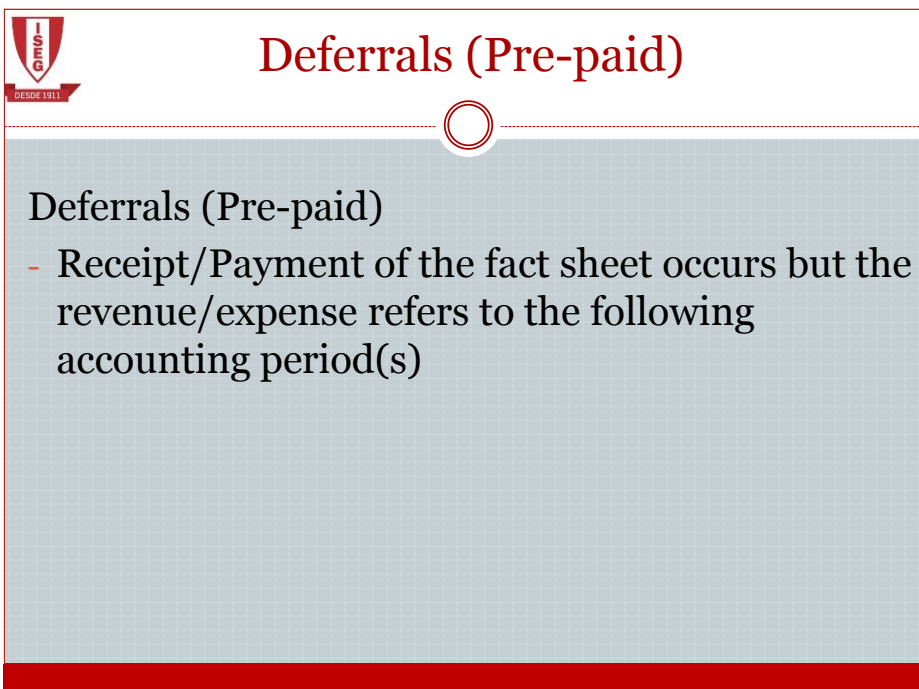 ISEG
DESDE 1911
Deferrals (Pre-paid)
Deferrals (Pre-paid)
- Receipt/Payment of the fact sheet occurs but the
revenue/expense refers to the following
accounting period(s)